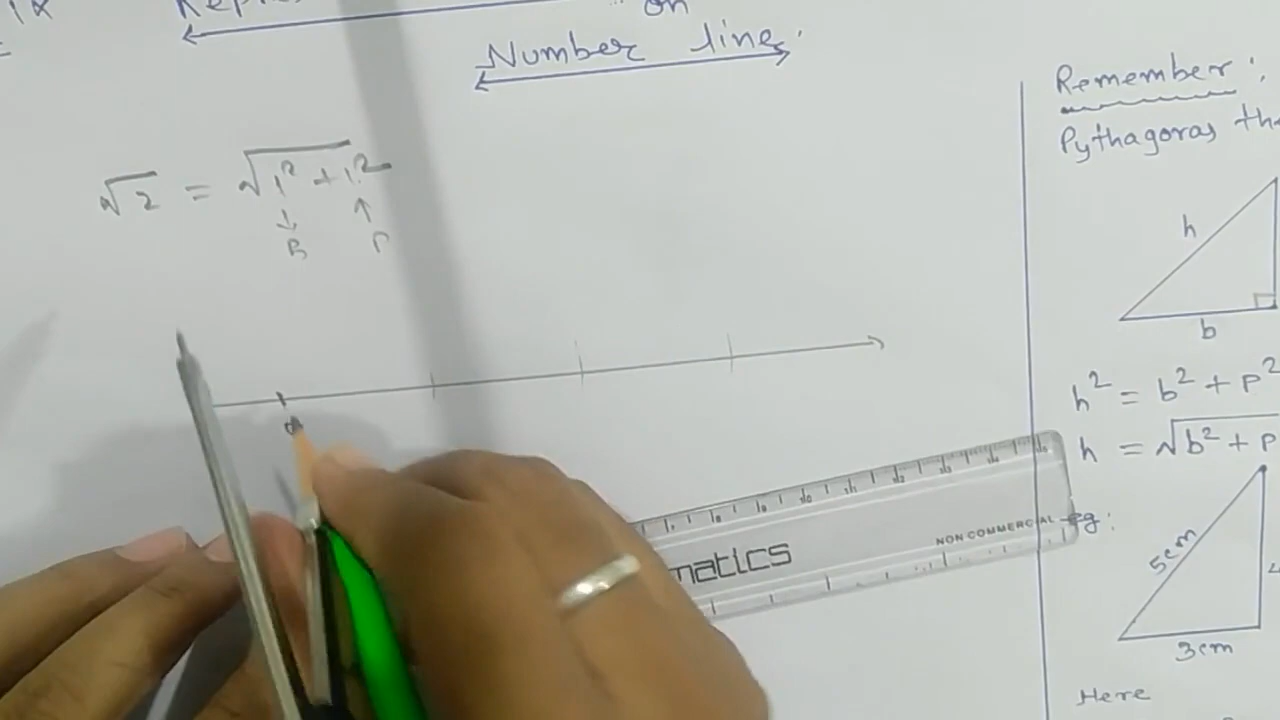 on
Number line.
√2 = √1² + 1²
B P
Remember :
Pythagoras
h
b
h² = b² + p²
h = √b² + p
eg:
5cm
3cm
Here
matics
NON COMMERCIAL